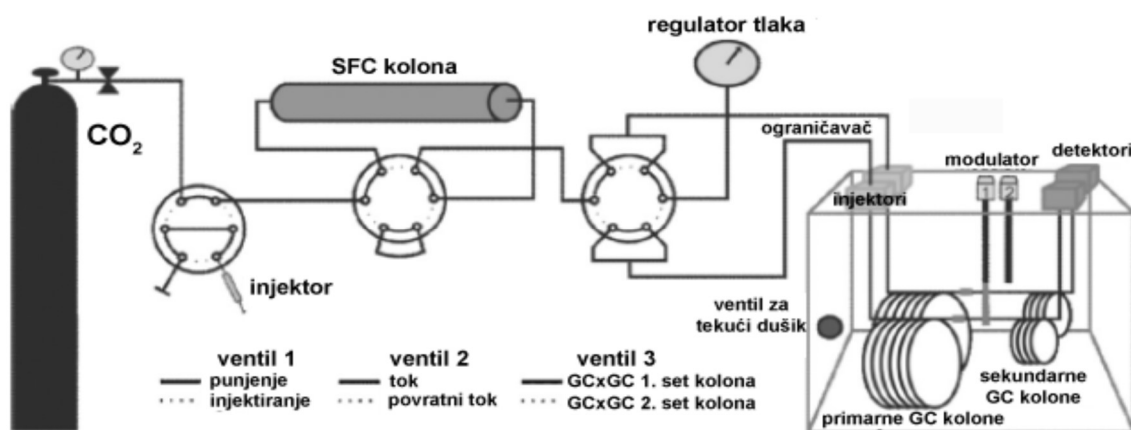 regulator tlaka
SFC kolona
CO2
ograničavač
modulator
detektori
1 2
injektori
injektor
ventil za
tekući dušik
ventil 1
punjenje
injektiranje
ventil 2
tok
povratni tok
ventil 3
GCxGC 1. set kolona
GCxGC 2. set kolona
sekundarne
GC kolone
primarne GC kolone